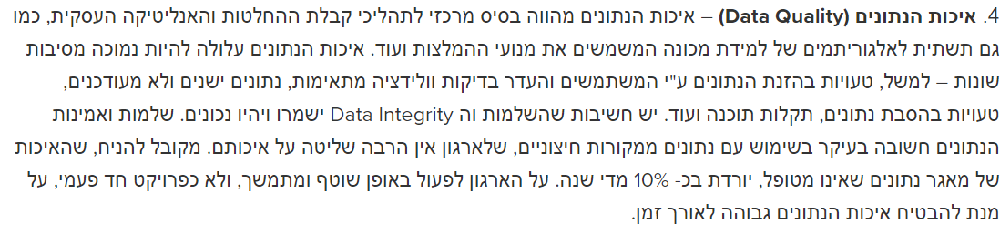 4. איכות הנתונים (Data Quality) – איכות הנתונים מהווה בסיס מרכזי לתהליכי קבלת ההחלטות והאנליטיקה העסקית, כמו
גם תשתית לאלגוריתמים של למידת מכונה המשמשים את מנועי ההמלצות ועוד. איכות הנתונים עלולה להיות נמוכה מסיבות
שונות – למשל, טעויות בהזנת הנתונים ע"י המשתמשים והעדר בדיקות וולידציה מתאימות, נתונים ישנים ולא מעודכנים,
טעויות בהסבת נתונים, תקלות תוכנה ועוד. יש חשיבות שהשלמות וה Data Integrity ישמרו ויהיו נכונים. שלמות ואמינות
הנתונים חשובה בעיקר בשימוש עם נתונים ממקורות חיצוניים, שלארגון אין הרבה שליטה על איכותם. מקובל להניח, שהאיכות
של מאגר נתונים שאינו מטופל, יורדת בכ- 10% מדי שנה. על הארגון לפעול באופן שוטף ומתמשך, ולא כפרויקט חד פעמי, על
מנת להבטיח איכות הנתונים גבוהה לאורך זמן.